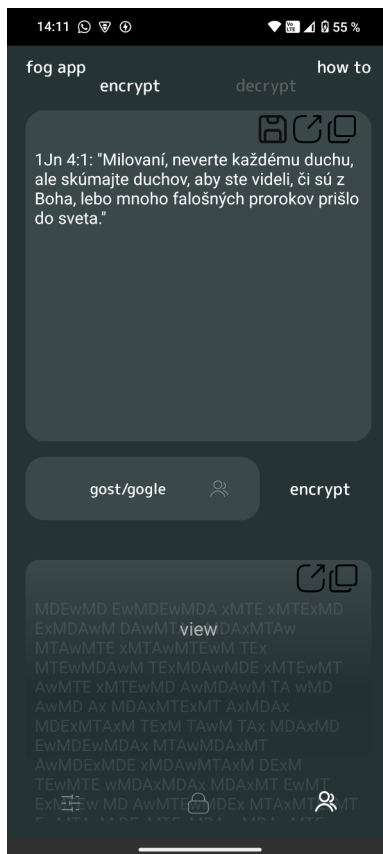 14:11 55 %
fog app how to
encrypt decrypt
1Jn 4:1: "Milovaní, neverte každému duchu,
ale skúmajte duchov, aby ste videli, či sú z
Boha, lebo mnoho falošných prorokov prišlo
do sveta."
gost/gogle encrypt
MDEwMD EwMDEwMDA xMTE xMTExMD
view
MTAwMTE xMTAwMTEwM TEx
MTEwMDAwM TExMDAwMDE xMTEwMT
AwMTE xMTEwMD AwMDAwM TA wMD
AwMD Ax MDAxMTExMT AxMDAx
MDExMTAxM TExM TAwM TAx MDAxMD
EwMDEwMDAx MTAwMDAxMT
AwMDExMDE xMDAwMTAxM DExM
TEwMTE wMDAxMDAx MDAxMT EwMT